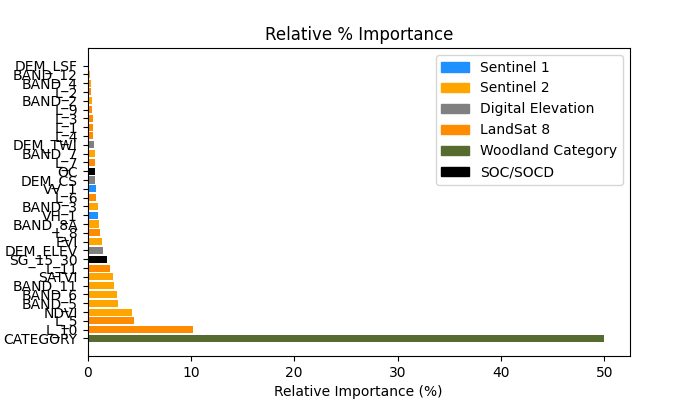 Relative % Importance
DEM_LSF
BAND_12
BAND_4
L_2
BAND_2
L_9
L_3
L_1
L_4
DEM_TWI
BAND_7
L_7
OC
DEM_CS
VV_1
L_6
BAND_3
VH_1
BAND_8A
L_8
EVI
DEM_ELEV
SG_15_30
L_11
SATVI
BAND_11
BAND_6
BAND_5
NDVI
L_5
L_10
CATEGORY
Sentinel 1
Sentinel 2
Digital Elevation
LandSat 8
Woodland Category
SOC/SOCD
0 10 20 30 40 50
Relative Importance (%)